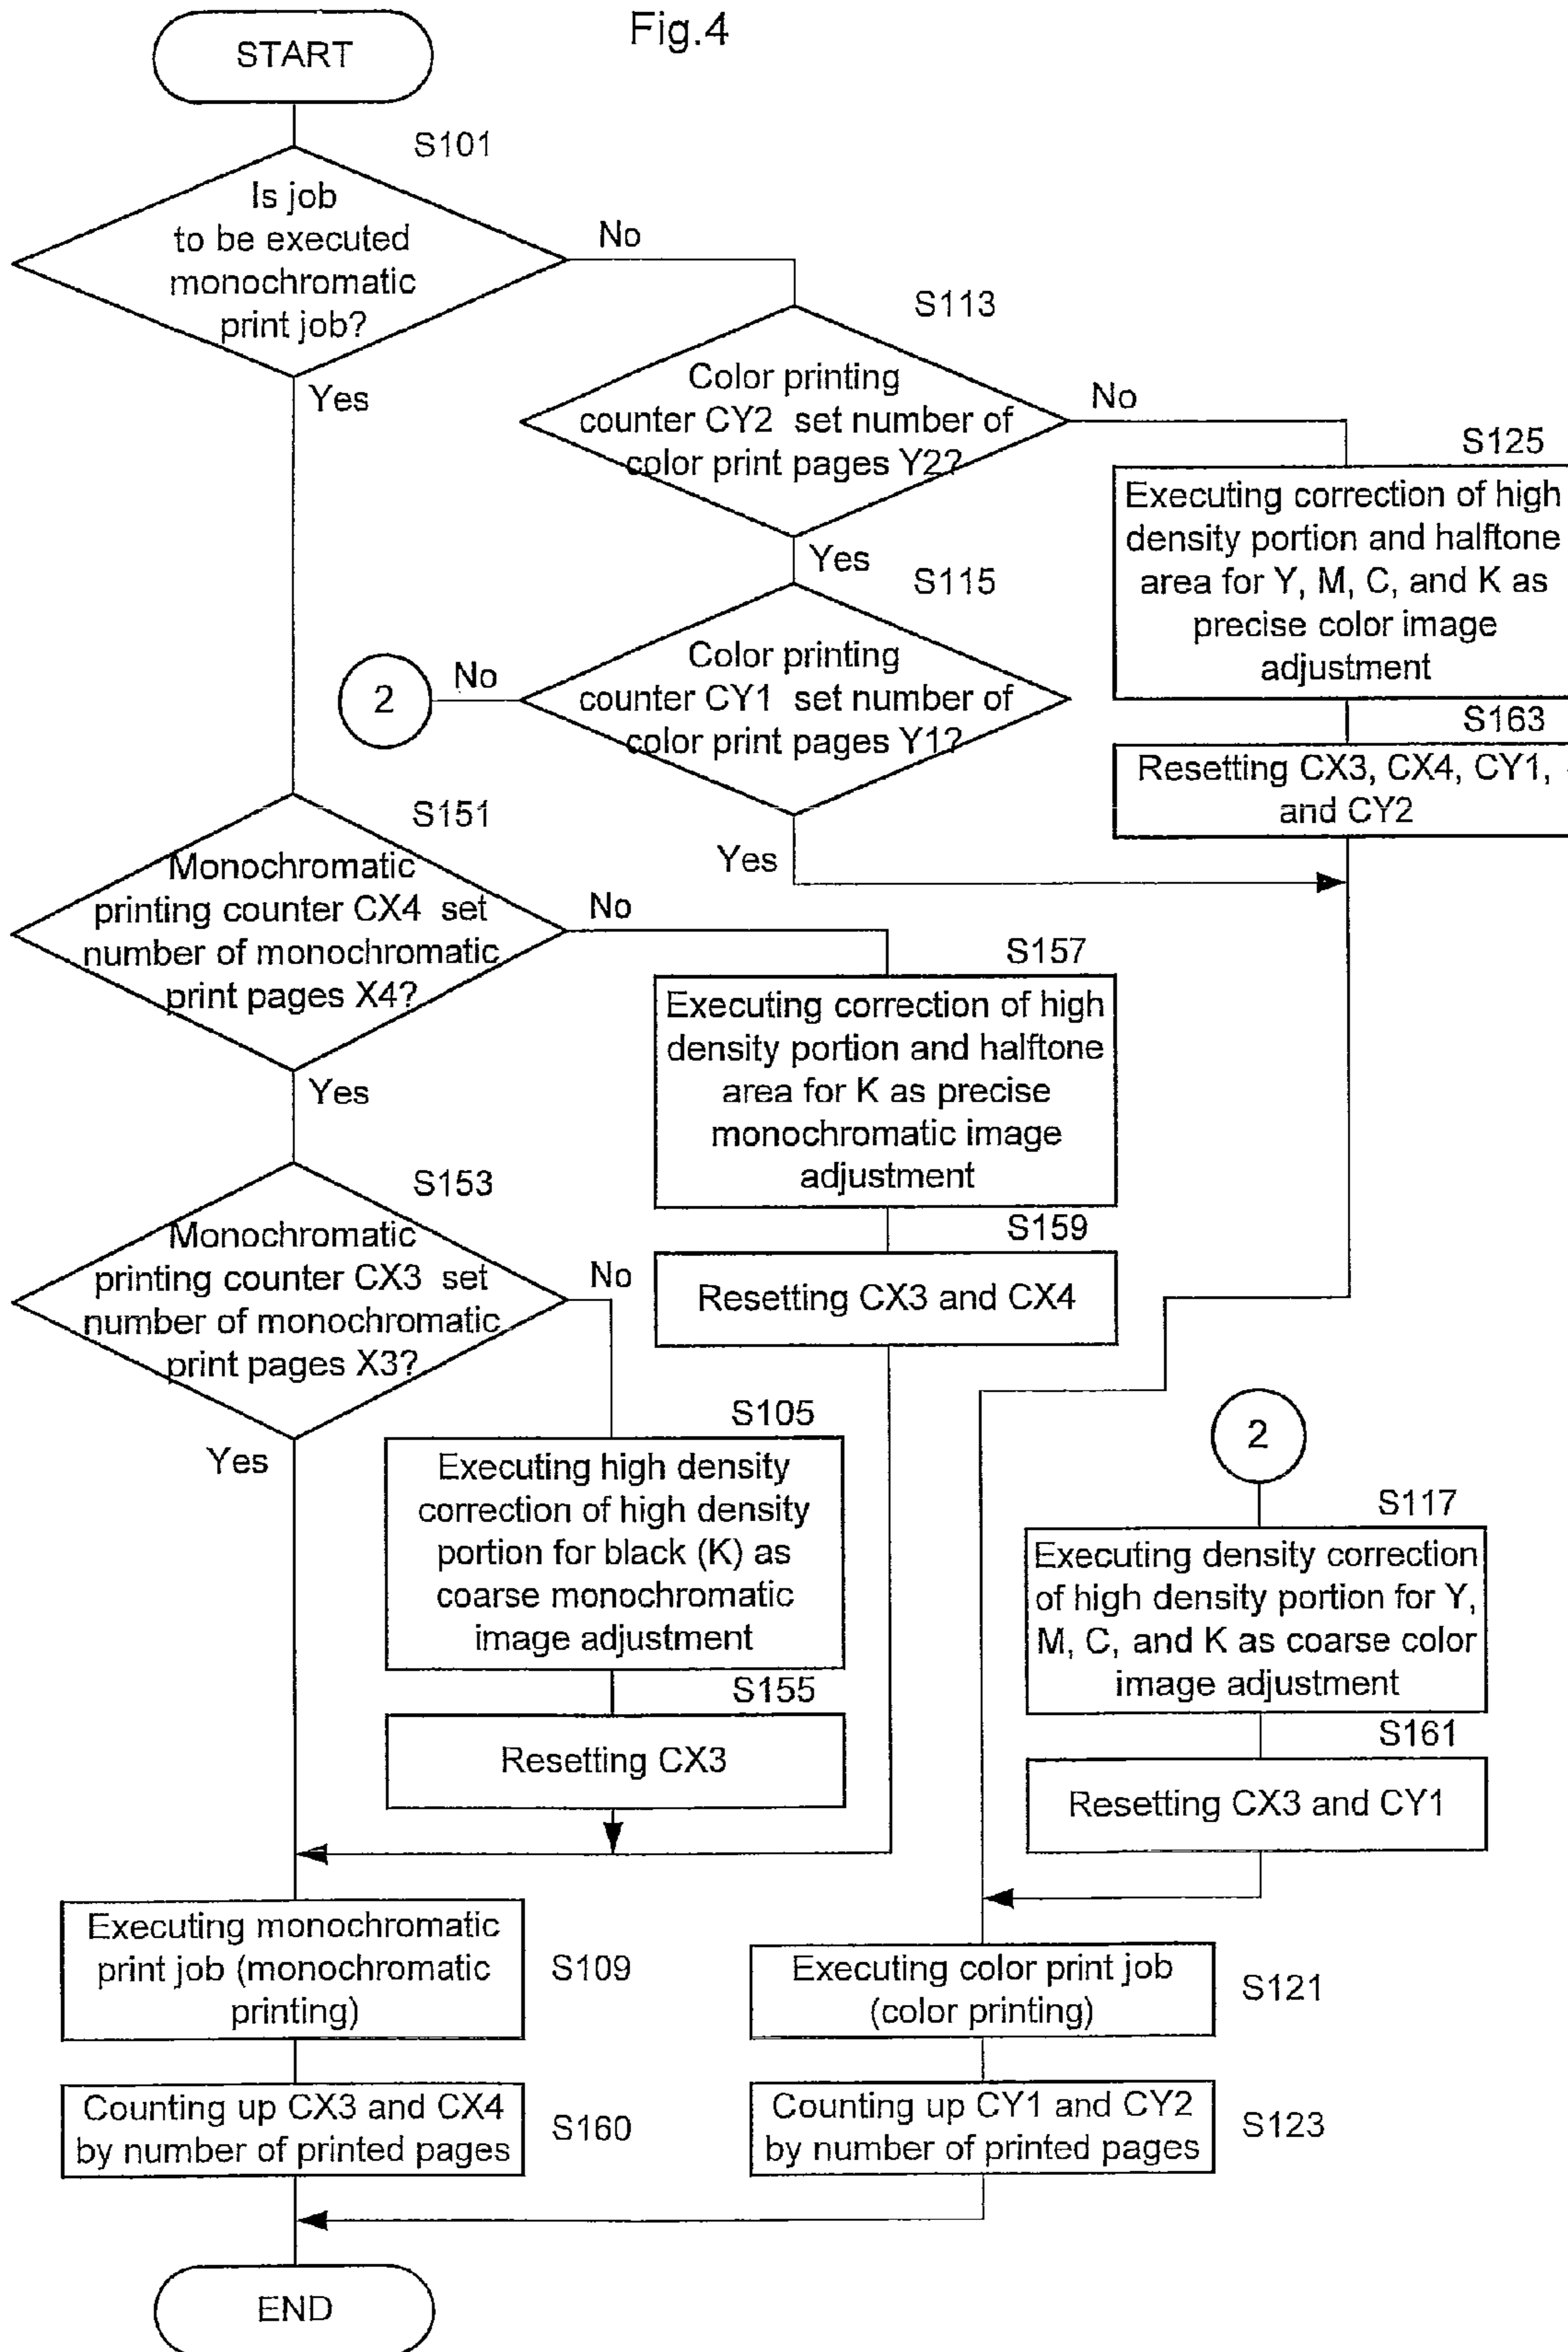 Fig.4
START
S101
Is job
to be executed
monochromatic
print job?
No
Yes
S113
Color printing
counter CY2 set number of
color print pages Y2?
No
Yes
S125
Executing correction of high
density portion and halftone
area for Y, M, C, and K as
precise color image
adjustment
S163
Resetting CX3, CX4, CY1,
and CY2
S115
Color printing
counter CY1 set number of
color print pages Y1?
No
2
Yes
S151
Monochromatic
printing counter CX4 set
number of monochromatic
print pages X4?
No
Yes
S157
Executing correction of high
density portion and halftone
area for K as precise
monochromatic image
adjustment
S159
Resetting CX3 and CX4
S153
Monochromatic
printing counter CX3 set
number of monochromatic
print pages X3?
No
Yes
S105
Executing high density
correction of high density
portion for black (K) as
coarse monochromatic
image adjustment
S155
Resetting CX3
2
S117
Executing density correction
of high density portion for Y,
M, C, and K as coarse color
image adjustment
S161
Resetting CX3 and CY1
Executing monochromatic
print job (monochromatic
printing)
S109
Executing color print job
(color printing)
S121
Counting up CX3 and CX4
by number of printed pages
S160
Counting up CY1 and CY2
by number of printed pages
S123
END